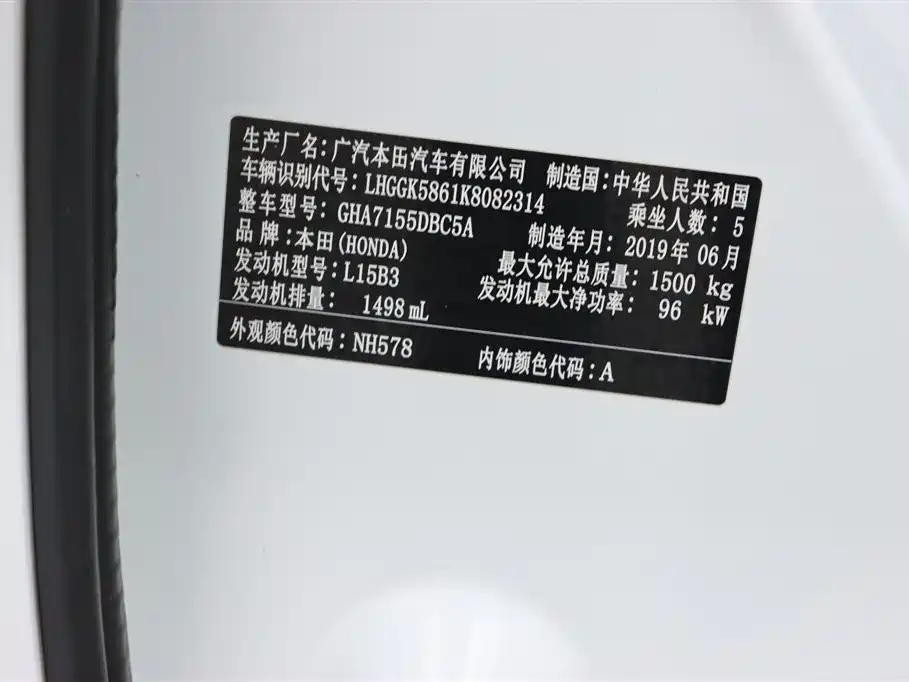 生产厂名:广汽本田汽车有限公司 制造国:中华人民共和国
车辆识别代号:LHGGK5861K8082314 乘坐人数: 5
整车型号: GHA7155DBC5A 制造年月: 2019年 06月
品 牌:本田(HONDA) 最大允许总质量: 1500 kg
发动机型号:L15B3 发动机最大净功率: 96 kW
发动机排量: 1498 mL
外观颜色代码:NH578 内饰颜色代码:A